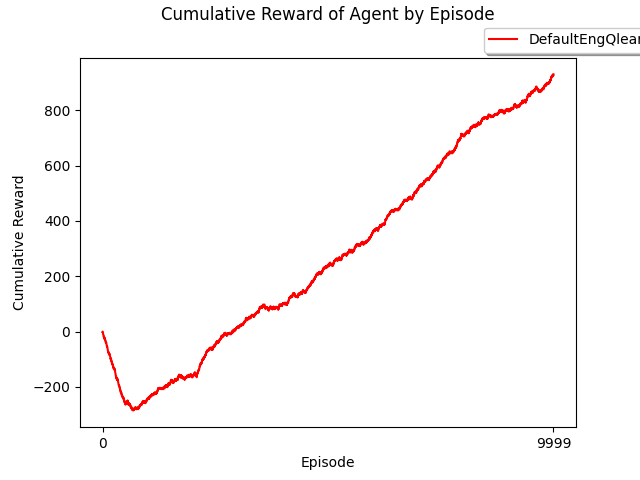 Cumulative Reward of Agent by Episode
DefaultEngQlear
800
600
400
200
0
−200
Cumulative Reward
0
9999
Episode